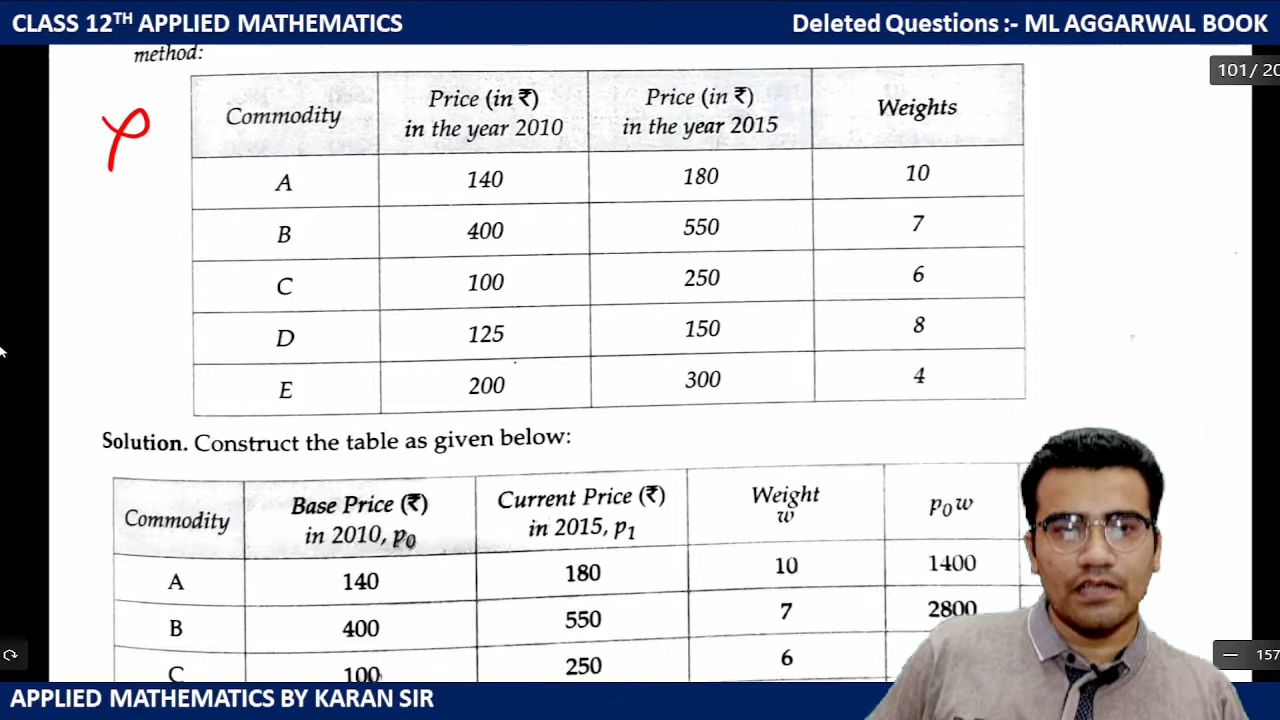 CLASS 12TH APPLIED MATHEMATICS
Deleted Questions :- ML AGGARWAL BOOK
method:
101/20
Commodity
Price (in ₹)
in the year 2010
Price (in ₹)
in the year 2015
Weights
A 140 180 10
B 400 550 7
C 100 250 6
D 125 150 8
E 200 300 4
Solution. Construct the table as given below:
Commodity
Base Price (₹)
in 2010, p₀
Current Price (₹)
in 2015, p₁
Weight
w
p₀w
A 140 180 10 1400
B 400 550 7 2800
C 100 250 6
157
APPLIED MATHEMATICS BY KARAN SIR